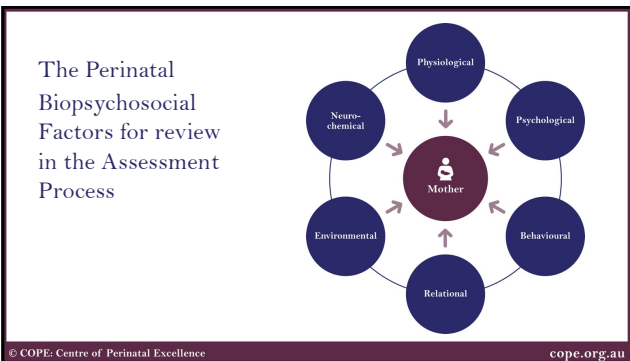 The Perinatal
Biopsychosocial
Factors for review
in the Assessment
Process
Physiological
Neuro-
chemical
Psychological
Mother
Environmental
Behavioural
Relational
© COPE: Centre of Perinatal Excellence
cope.org.au